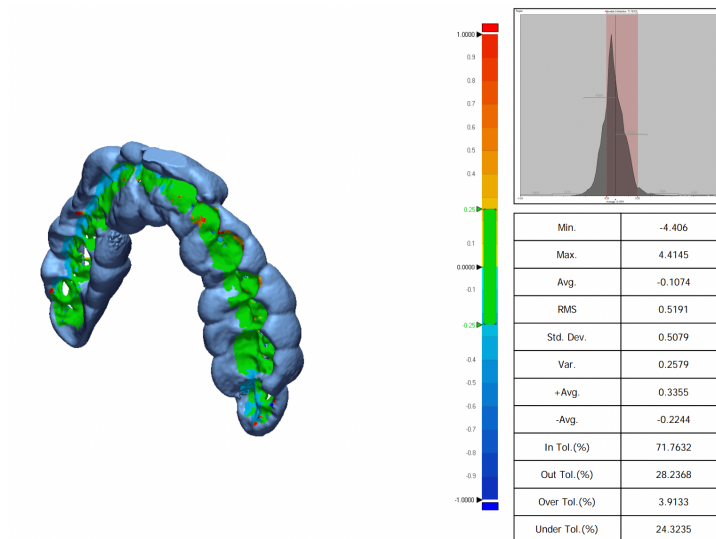 1.0000
0.9
0.8
0.7
0.6
0.5
0.4
0.25
0.1
0.0000
-0.1
-0.25
-0.4
-0.5
-0.6
-0.7
-0.8
-0.9
-1.0000
Min. -4.406
Max. 4.4145
Avg. -0.1074
RMS 0.5191
Std. Dev. 0.5079
Var. 0.2579
+Avg. 0.3355
-Avg. -0.2244
In Tol.(%) 71.7632
Out Tol.(%) 28.2368
Over Tol.(%) 3.9133
Under Tol.(%) 24.3235